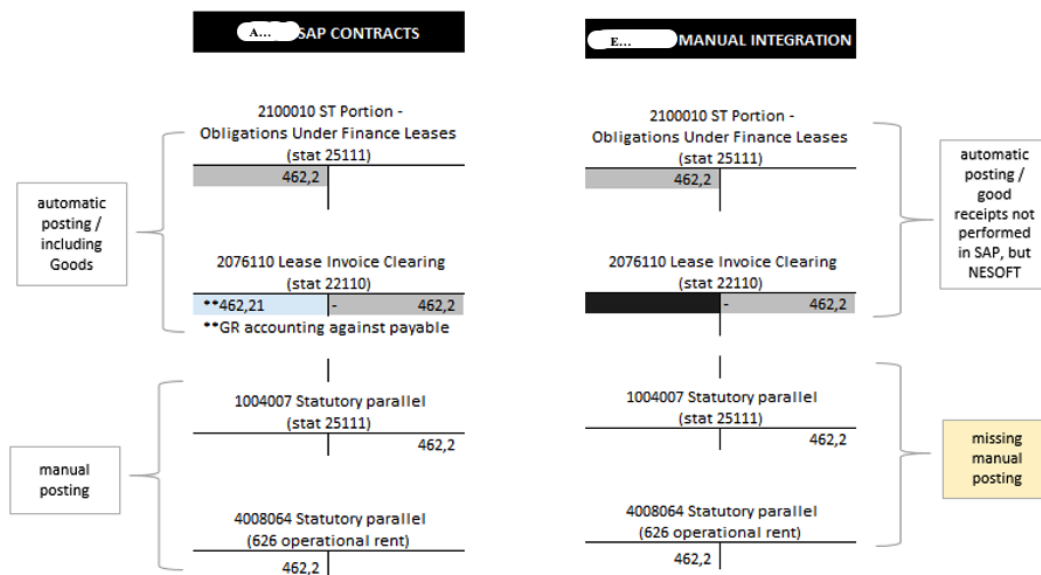 A... SAP CONTRACTS
2100010 ST Portion -
Obligations Under Finance Leases
(stat 25111)
462,2
automatic
posting /
including
Goods
2076110 Lease Invoice Clearing
(stat 22110)
**462,21 - 462,2
**GR accounting against payable
1004007 Statutory parallel
(stat 25111)
462,2
manual
posting
4008064 Statutory parallel
(626 operational rent)
462,2
E... MANUAL INTEGRATION
2100010 ST Portion -
Obligations Under Finance Leases
(stat 25111)
462,2
automatic
posting /
good
receipts not
performed
in SAP, but
NESOFT
2076110 Lease Invoice Clearing
(stat 22110)
- 462,2
1004007 Statutory parallel
(stat 25111)
462,2
missing
manual
posting
4008064 Statutory parallel
(626 operational rent)
462,2